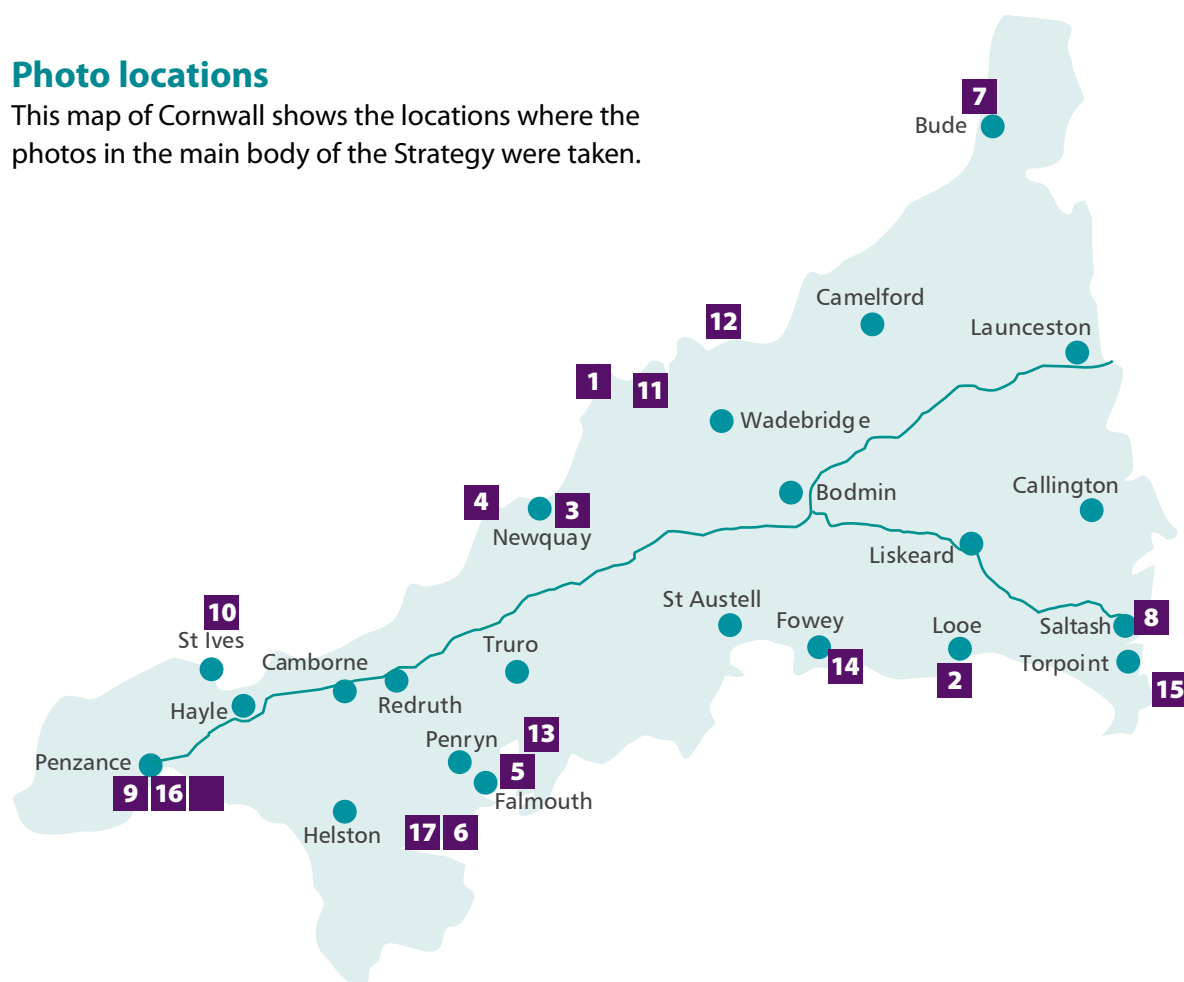 Photo locations
This map of Cornwall shows the locations where the
photos in the main body of the Strategy were taken.
7
Bude
Camelford
12
Launceston
1
11
Wadebridge
4
3
Newquay
Bodmin
Callington
Liskeard
10
St Ives
St Austell
Fowey
Looe
Saltash
8
Camborne
Truro
14
2
Torpoint
15
Hayle
Redruth
Penryn
13
Penzance
5
9 16
Falmouth
Helston
17 6